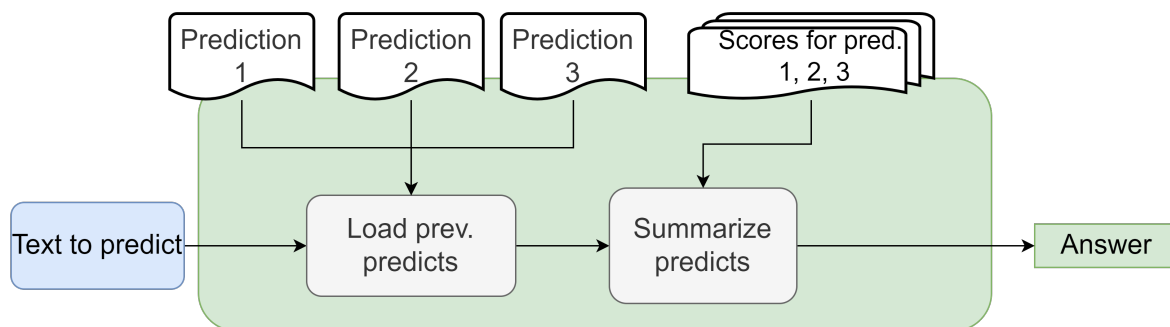 Prediction
1
Prediction
2
Prediction
3
Scores for pred.
1, 2, 3
Text to predict
Load prev.
predicts
Summarize
predicts
Answer